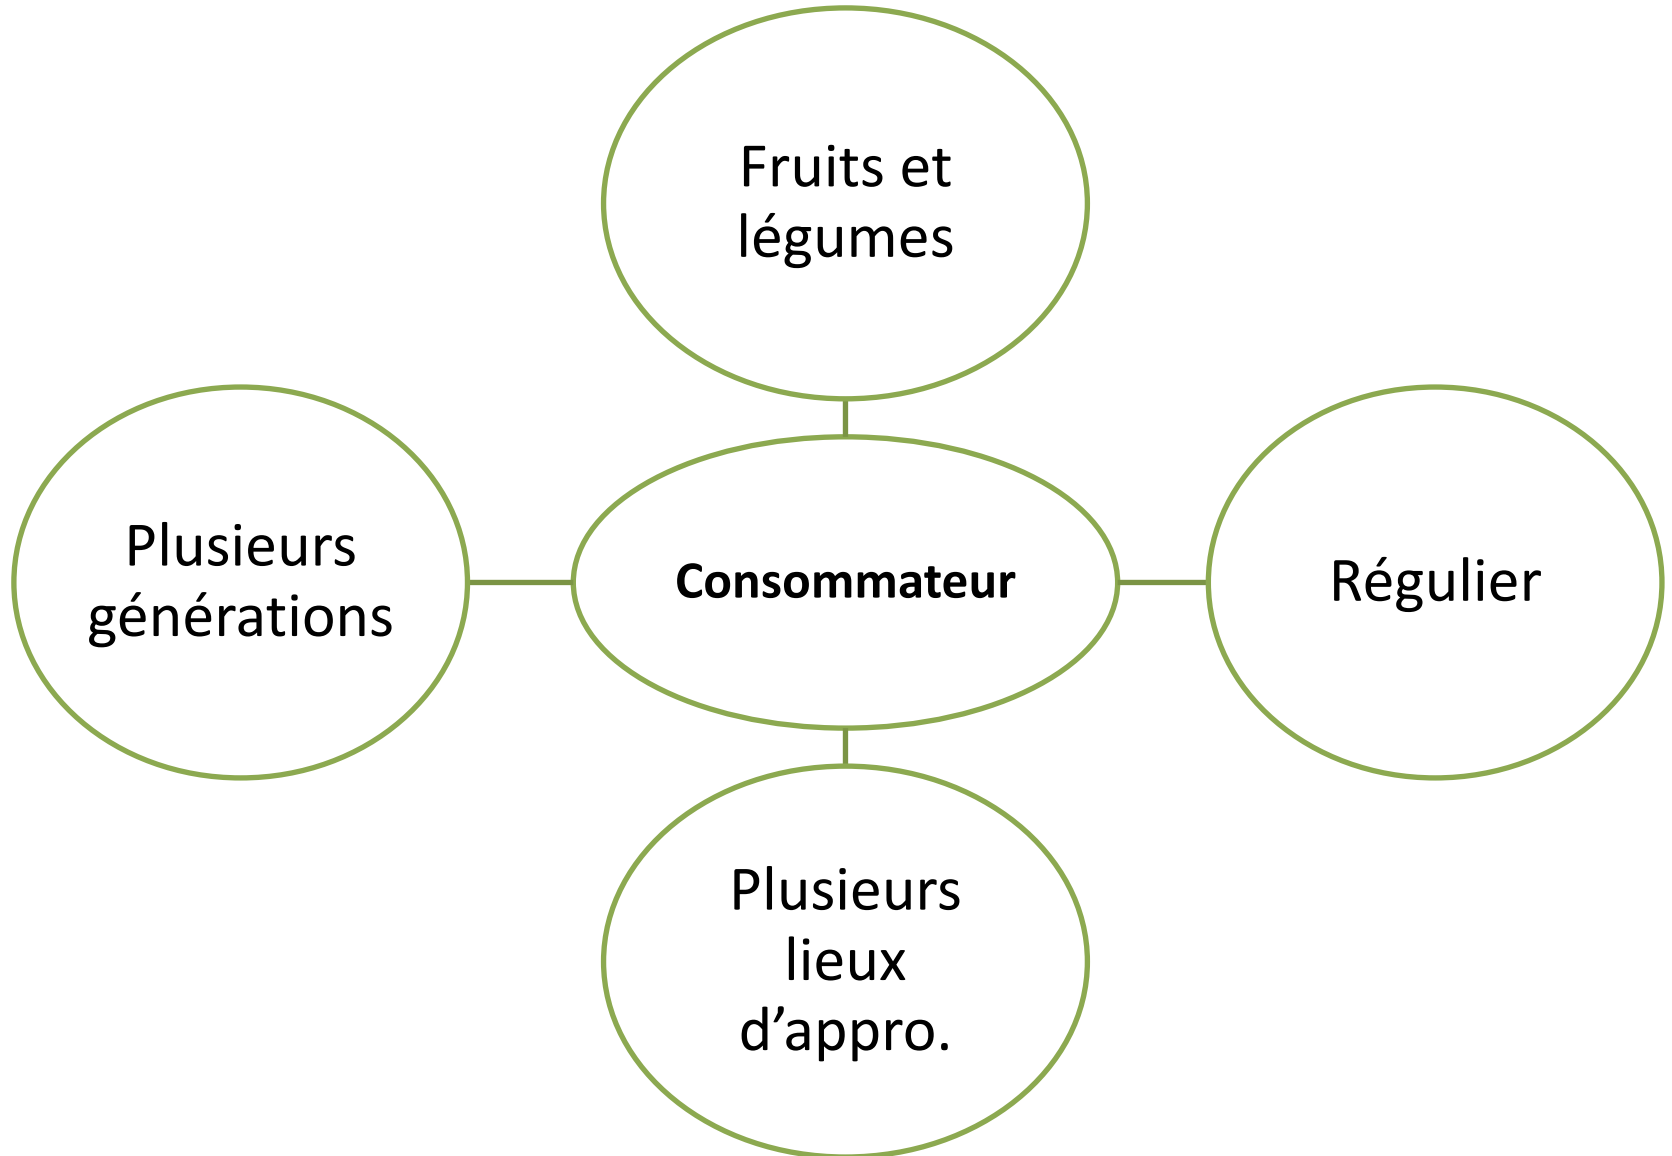 Fruits et
légumes
Plusieurs
générations
Consommateur
Régulier
Plusieurs
lieux
d’appro.